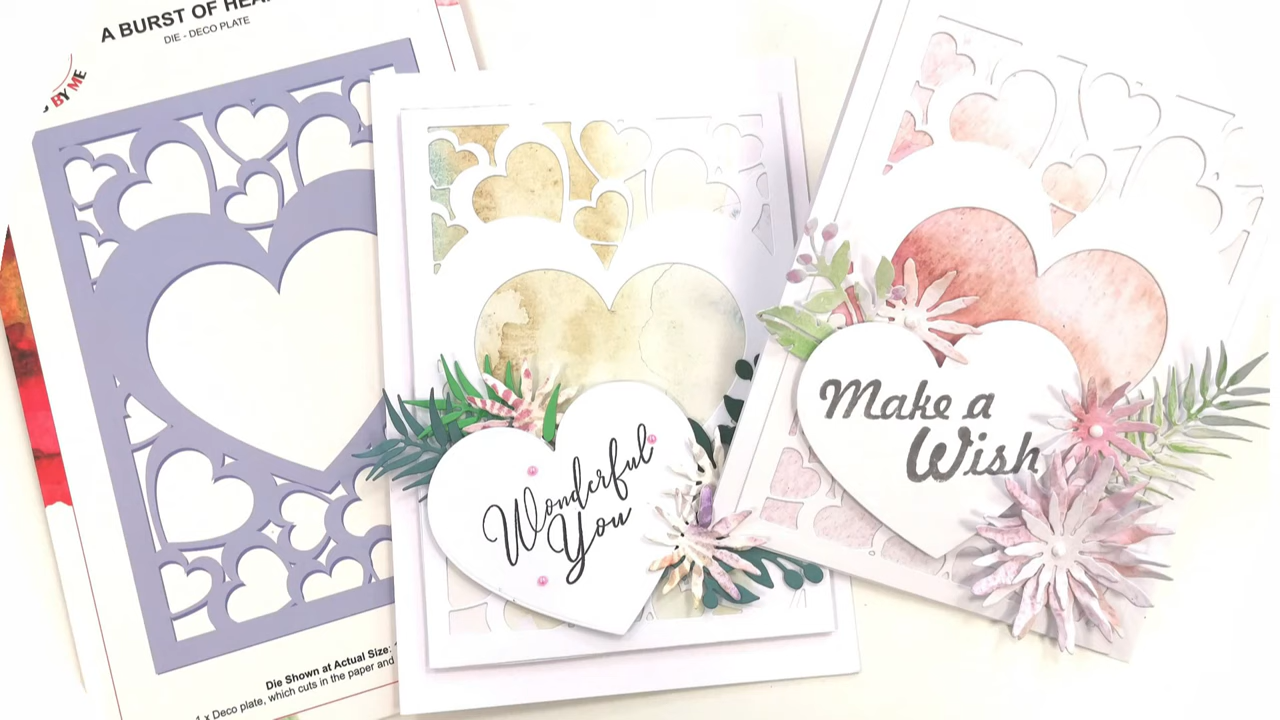 A BURST OF
DIE - DECO PLATE
BY ME
Die Shown at Actual Size:
1 x Deco plate, which cuts in the paper and
Wonderful
You
Make a
Wish